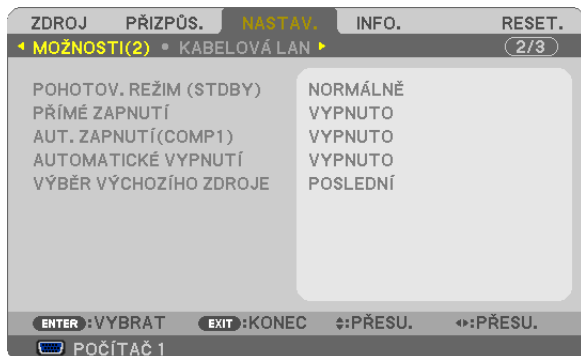 ZDROJ PŘIZPŮS. NASTAV. INFO. RESET.
MOŽNOSTI(2) • KABELOVÁ LAN 2/3
POHOTOV. REŽIM (STDBY) NORMÁLNĚ
PŘÍMÉ ZAPNUTÍ VYPNUTO
AUT. ZAPNUTÍ(COMP1) VYPNUTO
AUTOMATICKÉ VYPNUTÍ VYPNUTO
VÝBĚR VÝCHOZÍHO ZDROJE POSLEDNÍ
ENTER :VYBRAT EXIT :KONEC :PŘESU. :PŘESU.
POČÍTAČ 1